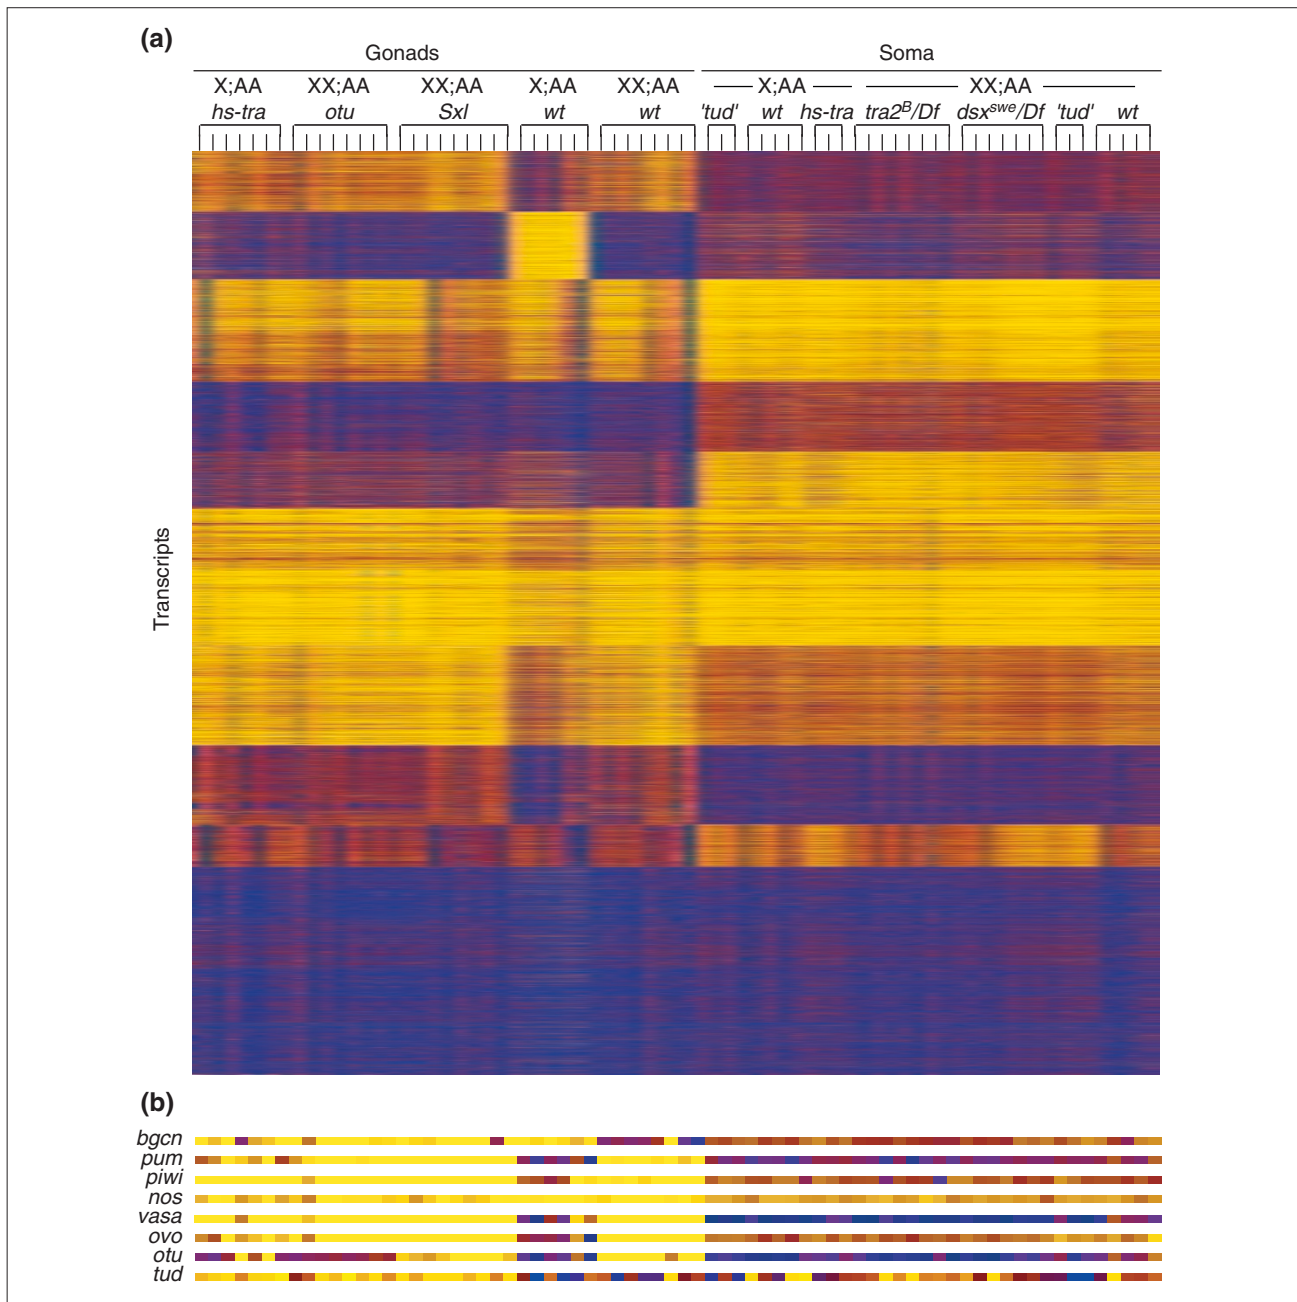 (a)
Gonads Soma
X;AA XX;AA XX;AA X;AA XX;AA X;AA XX;AA
hs-tra otu Sxl wt wt 'tud' wt hs-tra tra2ᴮ/Df dsxˢʷᵉ/Df 'tud' wt
Transcripts
(b)
bgcn
pum
piwi
nos
vasa
ovo
otu
tud